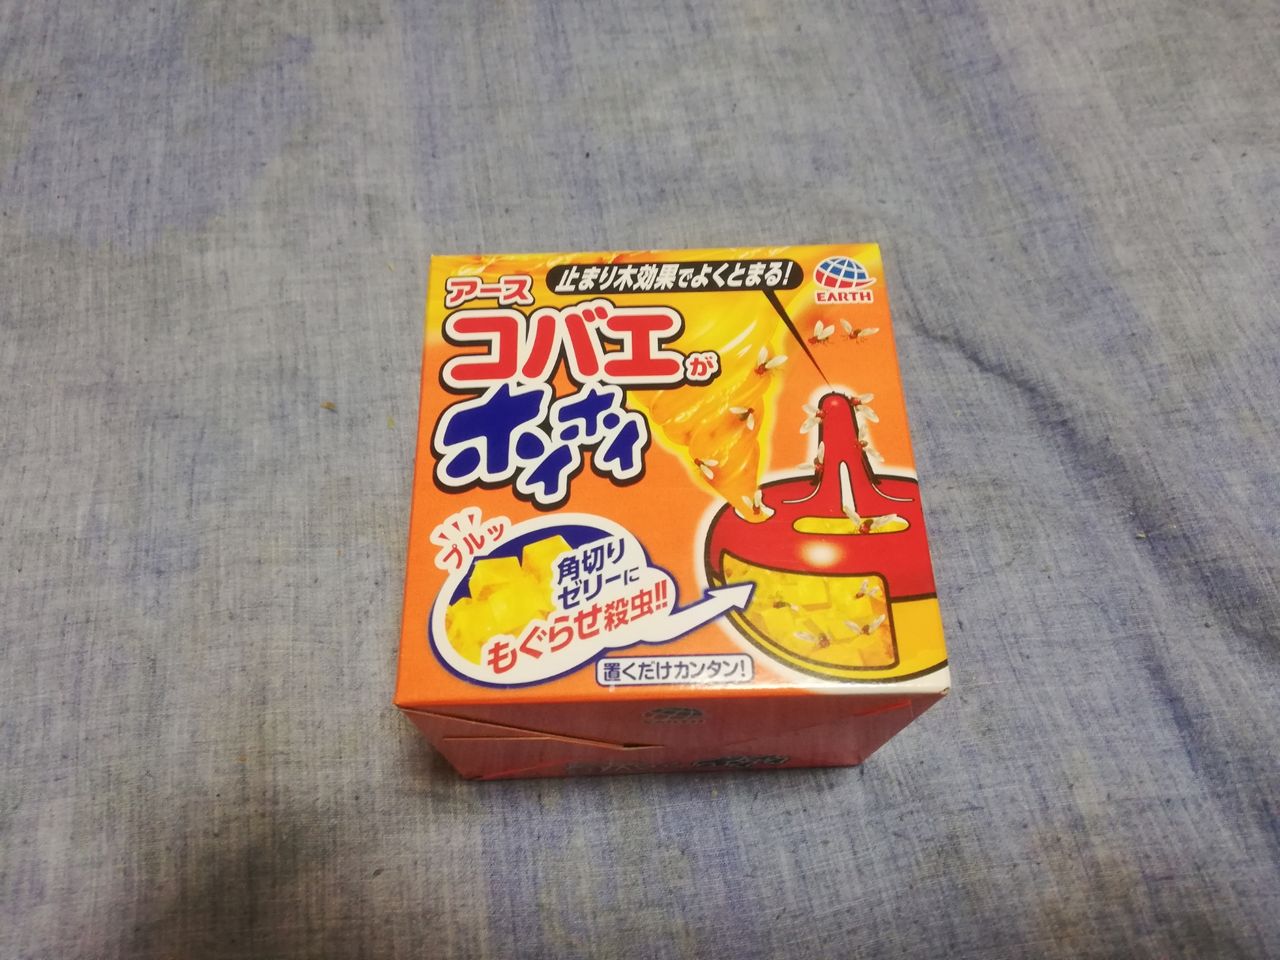 止まり木効果でよくとまる!
EARTH
アース
コバエが
ホイホイ
プルッ
角切り
ゼリーに
もぐらせ殺虫!!
置くだけカンタン!
EARTH